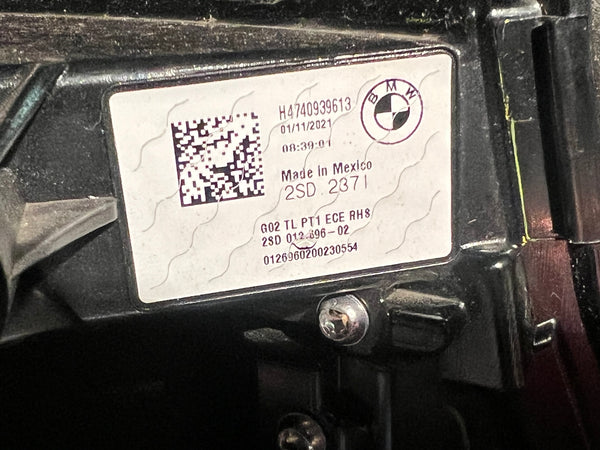 H4740939613
01/11/2021
08:39:01
BMW
Made in Mexico
2SD. 2371
G02 TL PT1 ECE RHS
2SD 012.696-02
0126960200230554